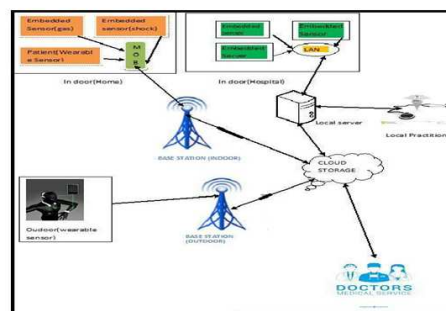 Embedded
Sensor(gas)
Embedded
sensor(shock)
Patient(Wearabl
e Sensor)
M
O
B
In door(Home)
Embedded
sensor
Embedded
Sensor
Embedded
Server
LAN
In door(Hospital)
Local server
Local Practition
BASE STATION (INDOOR)
CLOUD
STORAGE
Oudoor(wearable
sensor)
BASE STATION
(OUTDOOR)
DOCTORS
MEDICAL SERVICE